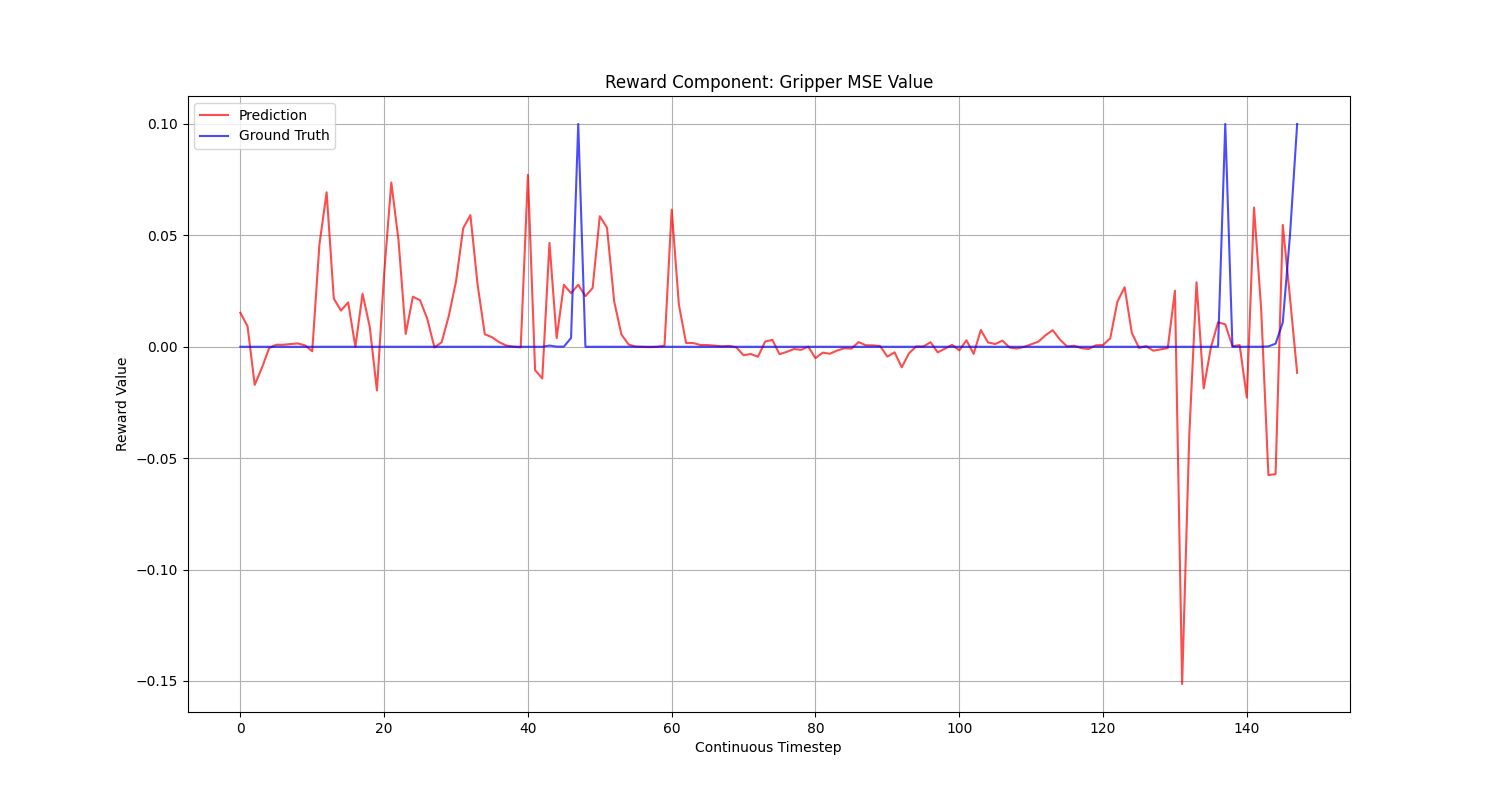 Reward Component: Gripper MSE Value
Prediction
Ground Truth
0.10
0.05
0.00
−0.05
−0.10
−0.15
Reward Value
0 20 40 60 80 100 120 140
Continuous Timestep